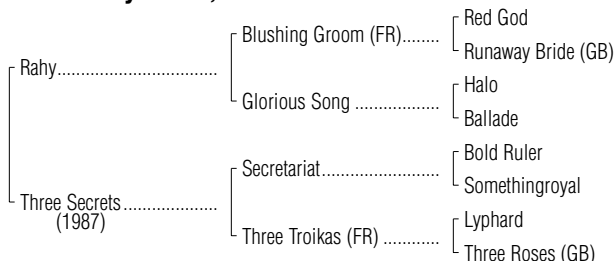 Red God
Blushing Groom (FR)........
Runaway Bride (GB)
Rahy.................................
Halo
Glorious Song .................
Ballade
Bold Ruler
Secretariat........................
Somethingroyal
Three Secrets...................
(1987)
Lyphard
Three Troikas (FR) ............
Three Roses (GB)